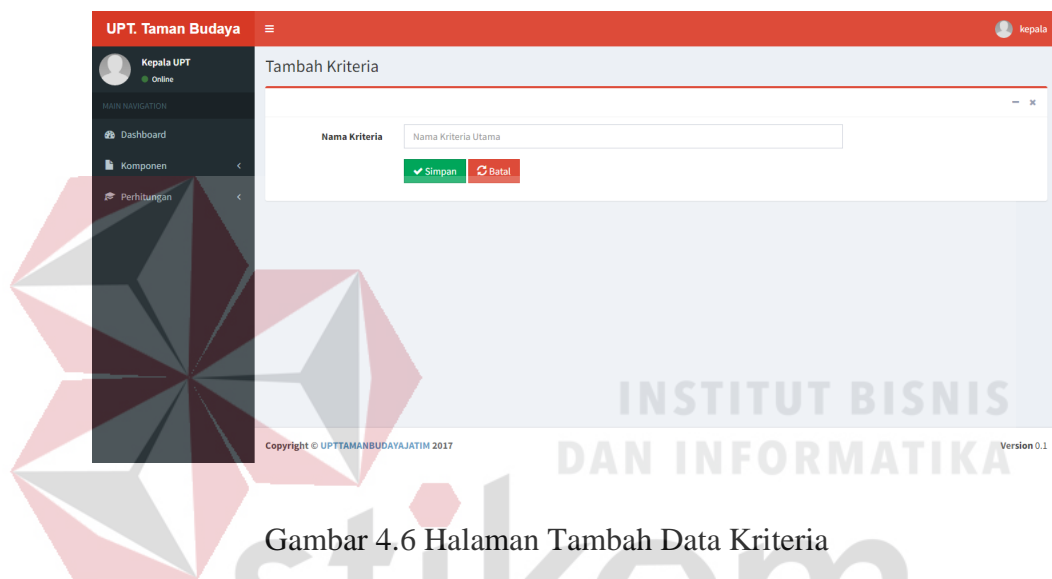 UPT. Taman Budaya
kepala
Kepala UPT
Online
MAIN NAVIGATION
Dashboard
Komponen
Perhitungan
Tambah Kriteria
Nama Kriteria
Nama Kriteria Utama
Simpan
Batal
Copyright © UPTTAMANBUDAYAJATIM 2017
Version 0.1
INSTITUT BISNIS
DAN INFORMATIKA
stikom
Gambar 4.6 Halaman Tambah Data Kriteria